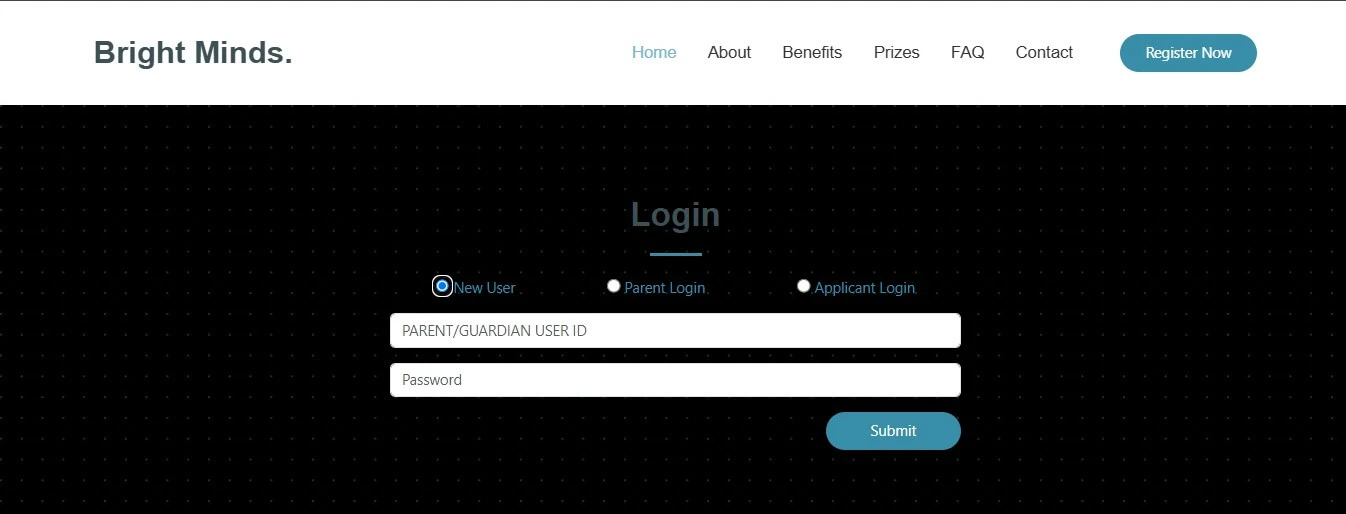 Bright Minds.
Home About Benefits Prizes FAQ Contact Register Now
Login
New User Parent Login Applicant Login
PARENT/GUARDIAN USER ID
Password
Submit